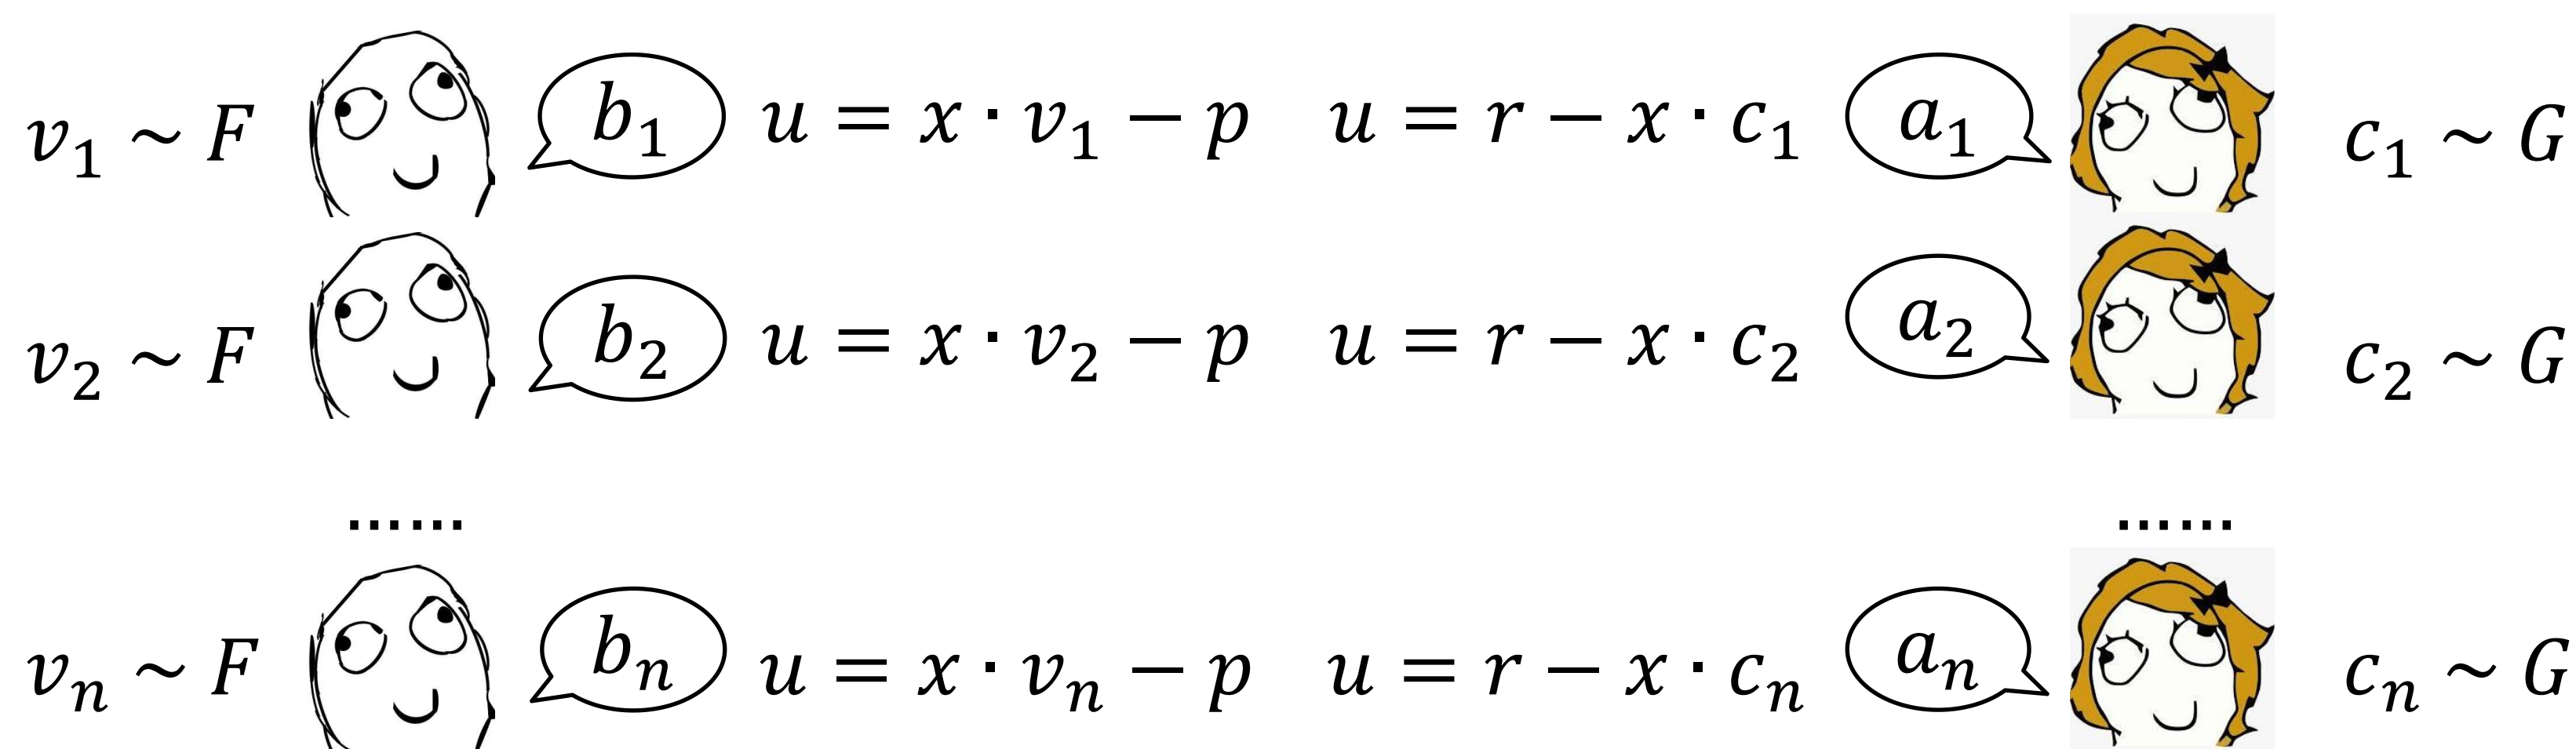 v₁ ~ F b₁ u = x · v₁ − p u = r − x · c₁ a₁ c₁ ~ G
v₂ ~ F b₂ u = x · v₂ − p u = r − x · c₂ a₂ c₂ ~ G
...... ......
vₙ ~ F bₙ u = x · vₙ − p u = r − x · cₙ aₙ cₙ ~ G